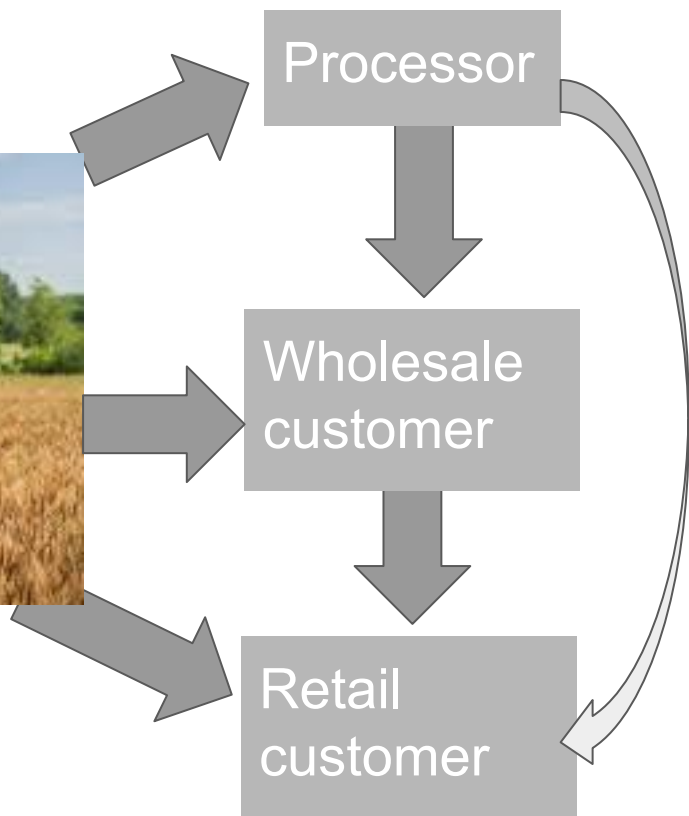 Processor
Wholesale
customer
Retail
customer